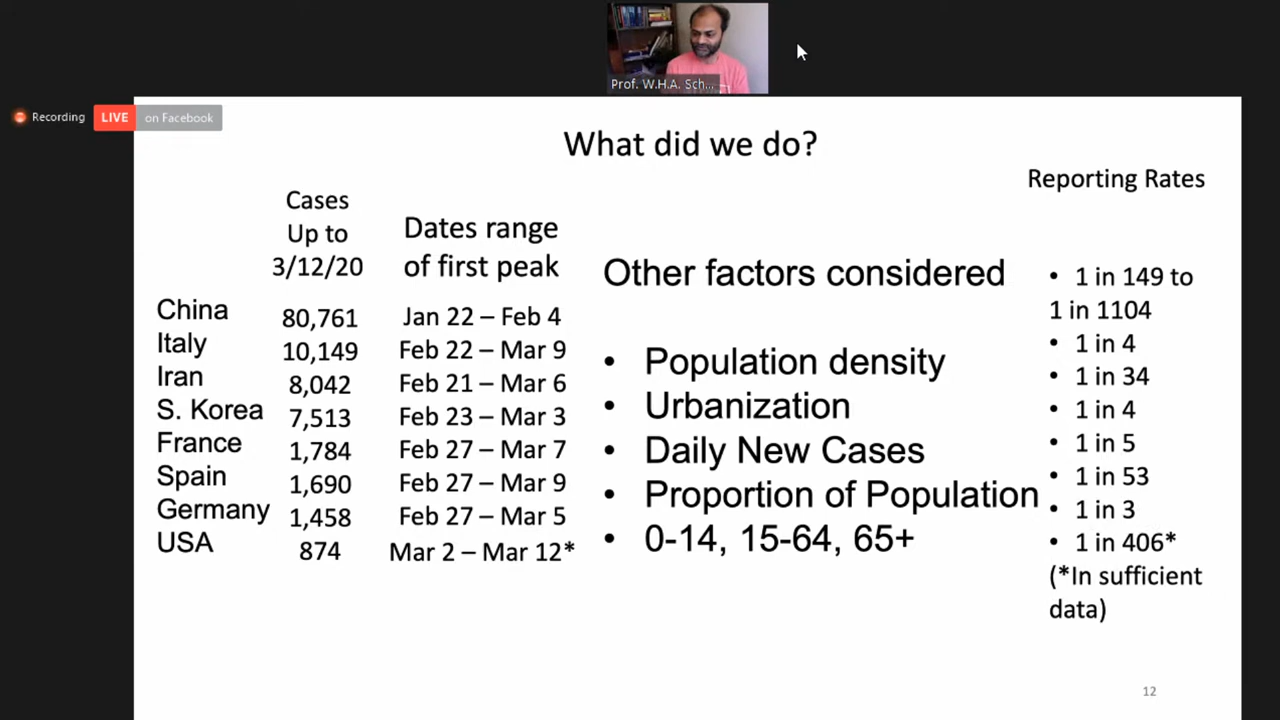 Prof. W.H.A. Sch...
Recording
LIVE on Facebook
What did we do?
Reporting Rates
Cases
Up to
3/12/20
Dates range
of first peak
Other factors considered
China 80,761 Jan 22 – Feb 4
Italy 10,149 Feb 22 – Mar 9
Iran 8,042 Feb 21 – Mar 6
S. Korea 7,513 Feb 23 – Mar 3
France 1,784 Feb 27 – Mar 7
Spain 1,690 Feb 27 – Mar 9
Germany 1,458 Feb 27 – Mar 5
USA 874 Mar 2 – Mar 12*
• Population density
• Urbanization
• Daily New Cases
• Proportion of Population
• 0-14, 15-64, 65+
• 1 in 149 to
1 in 1104
• 1 in 4
• 1 in 34
• 1 in 4
• 1 in 5
• 1 in 53
• 1 in 3
• 1 in 406*
(*In sufficient
data)
12